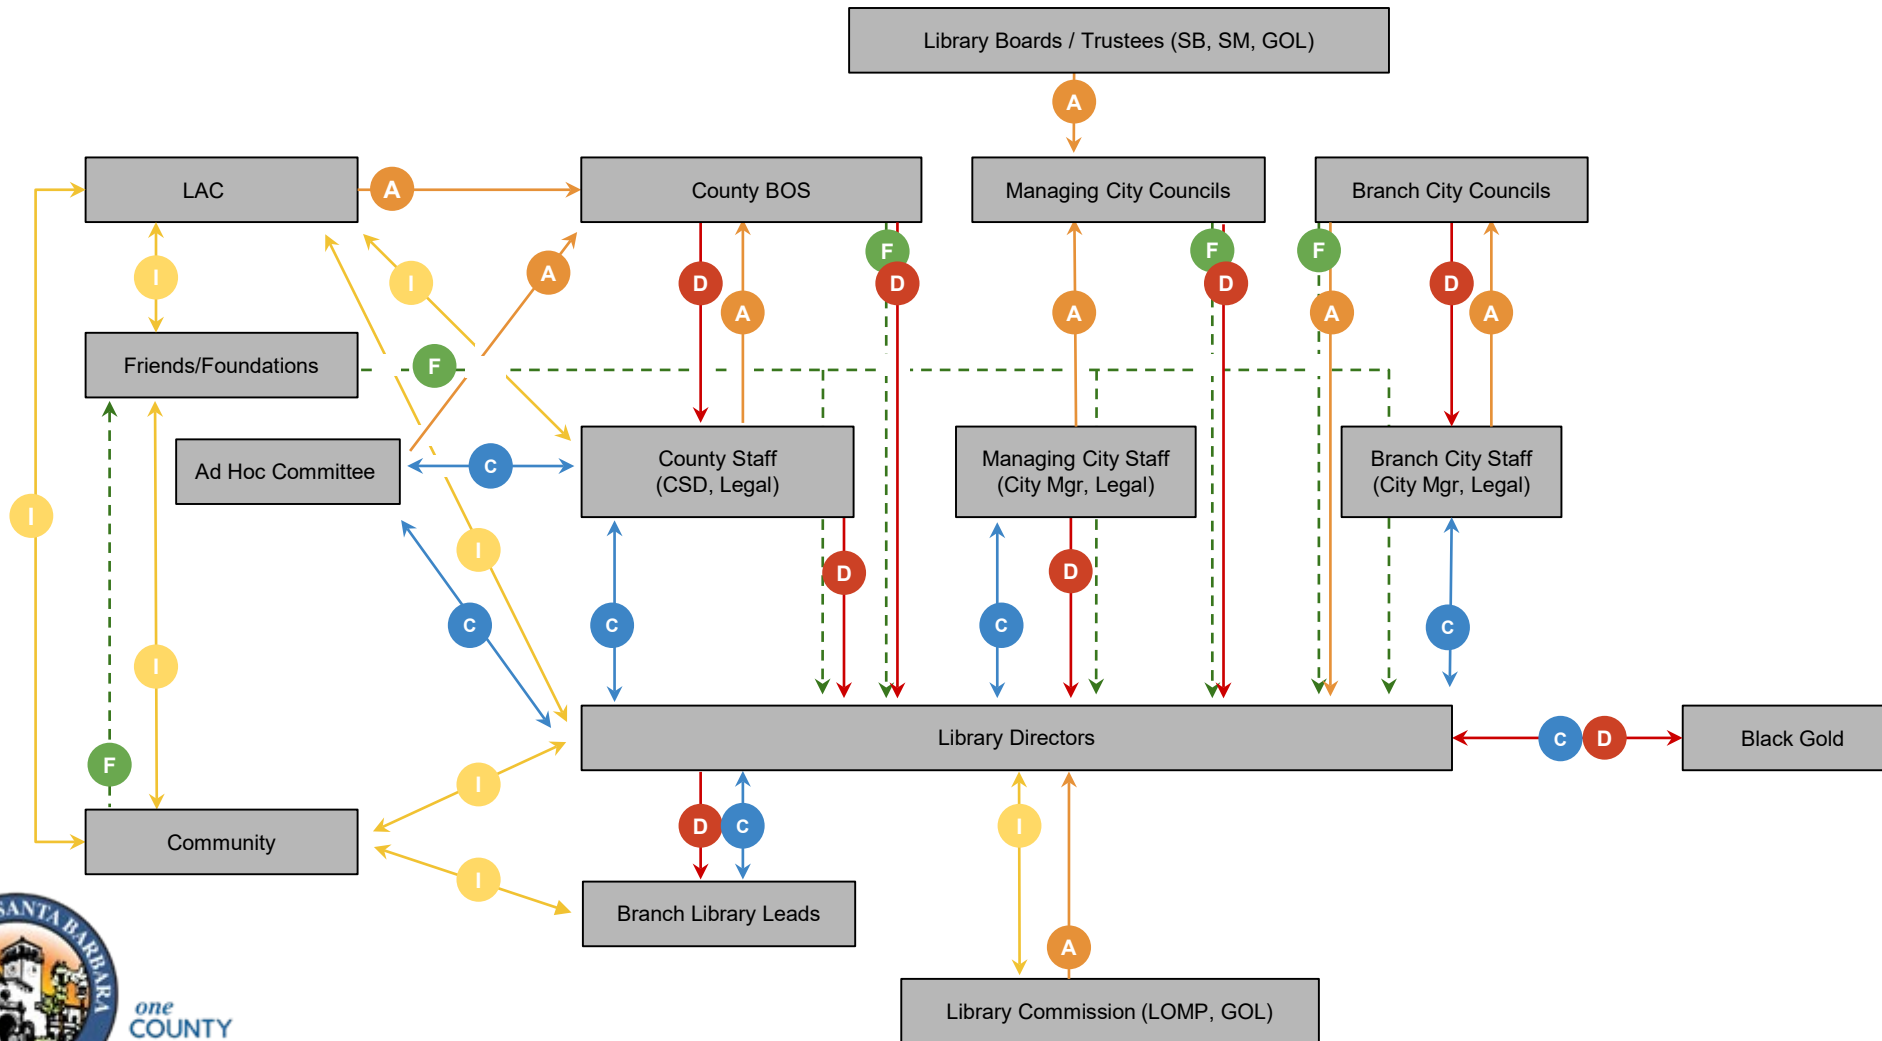 Library Boards / Trustees (SB, SM, GOL)
A
LAC
A
County BOS
Managing City Councils
Branch City Councils
I
I
A
F
D
D
A
F
D
A
F
A
D
A
Friends/Foundations
F
Ad Hoc Committee
C
County Staff
(CSD, Legal)
Managing City Staff
(City Mgr, Legal)
Branch City Staff
(City Mgr, Legal)
I
I
D
D
C
C
C
C
I
Library Directors
C
D
Black Gold
F
I
Community
D
C
I
I
Branch Library Leads
A
Library Commission (LOMP, GOL)
SANTA BARBARA
one
COUNTY